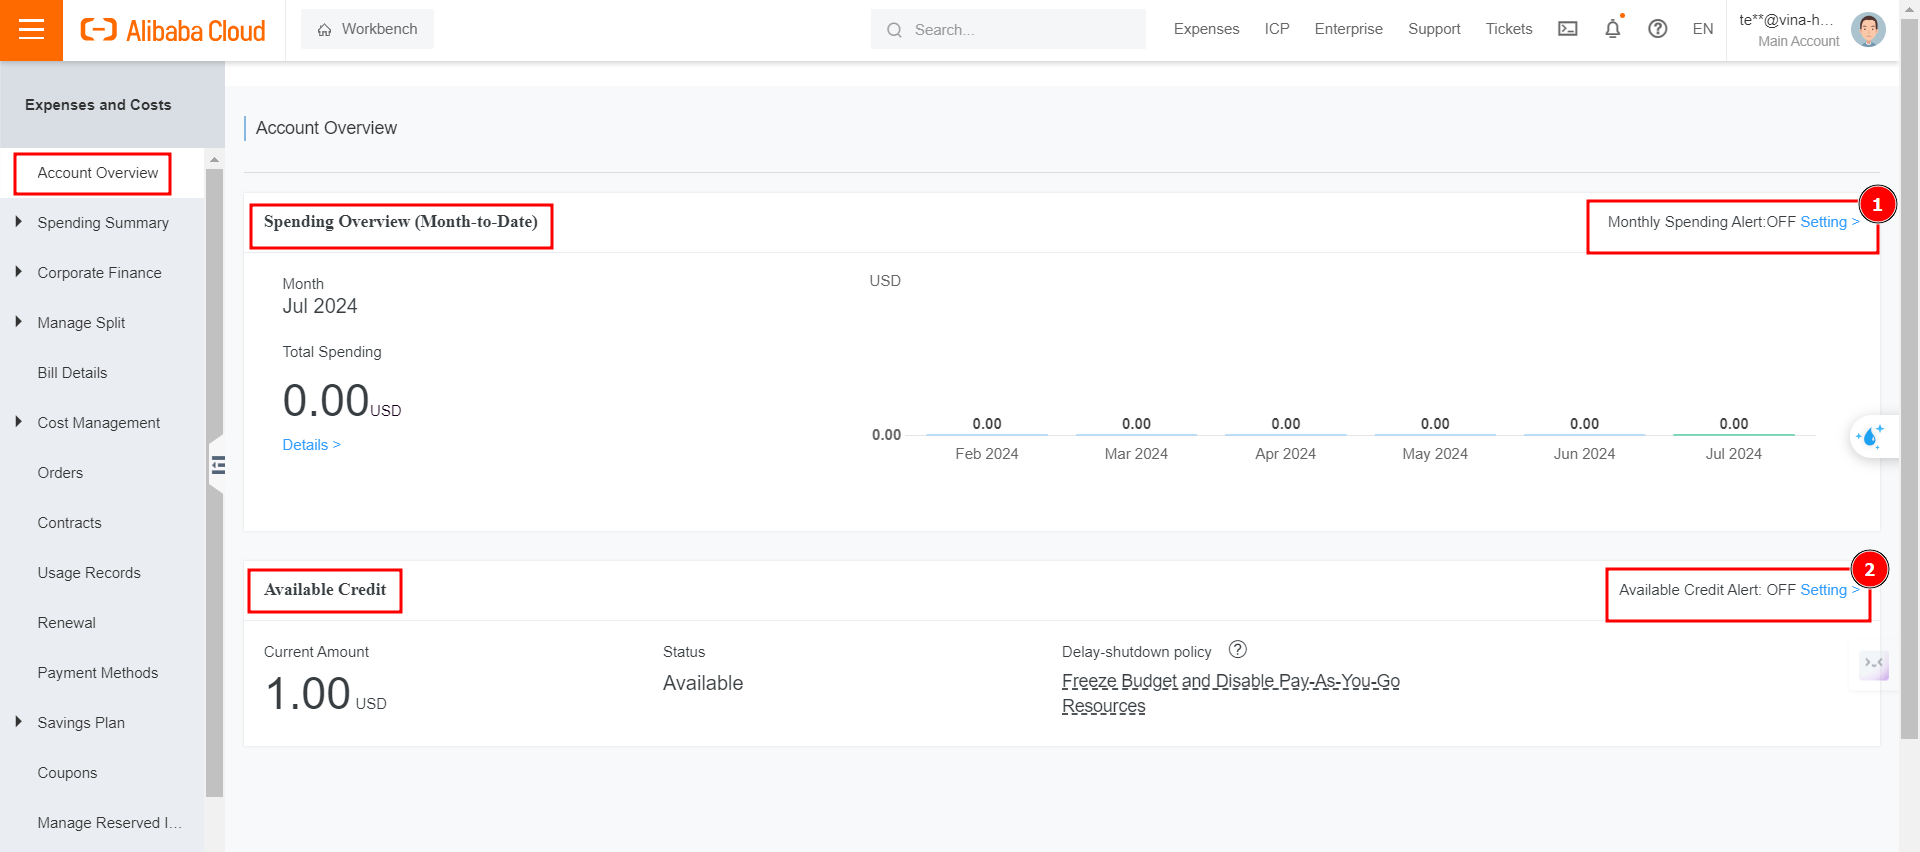 Alibaba Cloud
Workbench
Search...
Expenses
ICP
Enterprise
Support
Tickets
EN
te**@vina-h...
Main Account
Expenses and Costs
Account Overview
Spending Summary
Corporate Finance
Manage Split
Bill Details
Cost Management
Orders
Contracts
Usage Records
Renewal
Payment Methods
Savings Plan
Coupons
Manage Reserved I...
Account Overview
Spending Overview (Month-to-Date)
Monthly Spending Alert:OFF Setting >
1
Month
Jul 2024
Total Spending
0.00USD
Details >
USD
0.00
0.00 0.00 0.00 0.00 0.00 0.00
Feb 2024 Mar 2024 Apr 2024 May 2024 Jun 2024 Jul 2024
Available Credit
Available Credit Alert: OFF Setting >
2
Current Amount
1.00 USD
Status
Available
Delay-shutdown policy ?
Freeze Budget and Disable Pay-As-You-Go
Resources